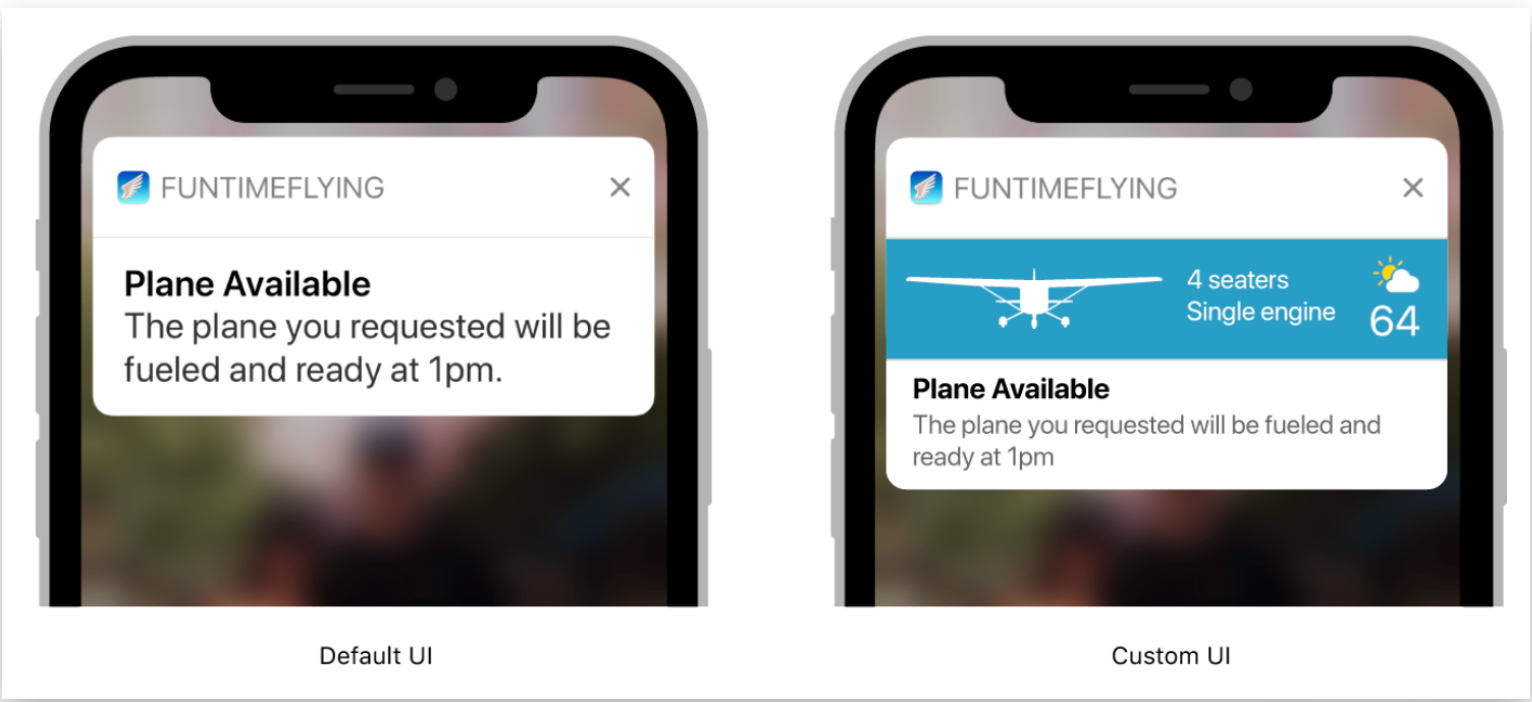 FUNTIMEFLYING
Plane Available
The plane you requested will be
fueled and ready at 1pm.
Default UI
FUNTIMEFLYING
4 seaters
Single engine
64
Plane Available
The plane you requested will be fueled and
ready at 1pm
Custom UI